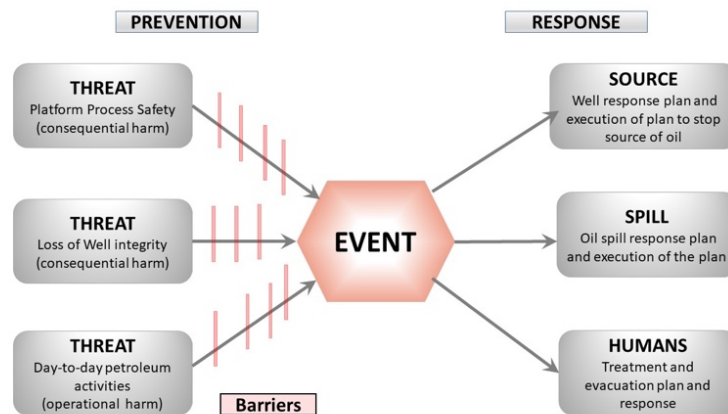 PREVENTION
RESPONSE
THREAT
Platform Process Safety
(consequential harm)
THREAT
Loss of Well integrity
(consequential harm)
THREAT
Day-to-day petroleum
activities
(operational harm)
Barriers
EVENT
SOURCE
Well response plan and
execution of plan to stop
source of oil
SPILL
Oil spill response plan
and execution of the plan
HUMANS
Treatment and
evacuation plan and
response